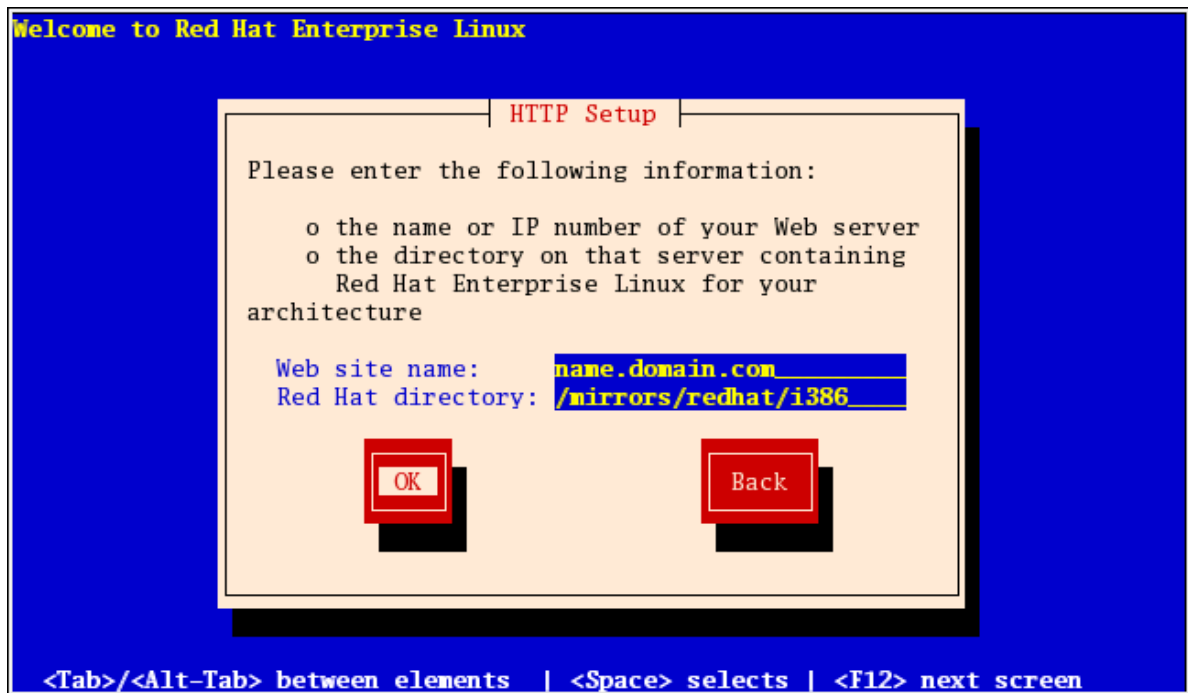 Welcome to Red Hat Enterprise Linux
HTTP Setup
Please enter the following information:
o the name or IP number of your Web server
o the directory on that server containing
Red Hat Enterprise Linux for your
architecture
Web site name: name.domain.com
Red Hat directory: /mirrors/redhat/i386
OK Back
<Tab>/<Alt-Tab> between elements | <Space> selects | <F12> next screen